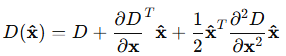 D(x̂) = D + ∂D/∂x ᵀ x̂ + 1/2 x̂ᵀ ∂²D/∂x² x̂